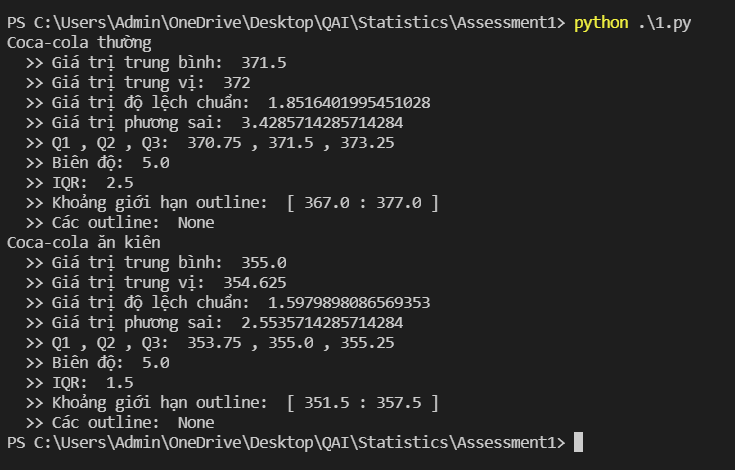 PS C:\Users\Admin\OneDrive\Desktop\QAI\Statistics\Assessment1> python .\1.py
Coca-cola thường
>> Giá trị trung bình: 371.5
>> Giá trị trung vị: 372
>> Giá trị độ lệch chuẩn: 1.8516401995451028
>> Giá trị phương sai: 3.4285714285714284
>> Q1 , Q2 , Q3: 370.75 , 371.5 , 373.25
>> Biên độ: 5.0
>> IQR: 2.5
>> Khoảng giới hạn outline: [ 367.0 : 377.0 ]
>> Các outline: None
Coca-cola ăn kiên
>> Giá trị trung bình: 355.0
>> Giá trị trung vị: 354.625
>> Giá trị độ lệch chuẩn: 1.5979898086569353
>> Giá trị phương sai: 2.5535714285714284
>> Q1 , Q2 , Q3: 353.75 , 355.0 , 355.25
>> Biên độ: 5.0
>> IQR: 1.5
>> Khoảng giới hạn outline: [ 351.5 : 357.5 ]
>> Các outline: None
PS C:\Users\Admin\OneDrive\Desktop\QAI\Statistics\Assessment1>